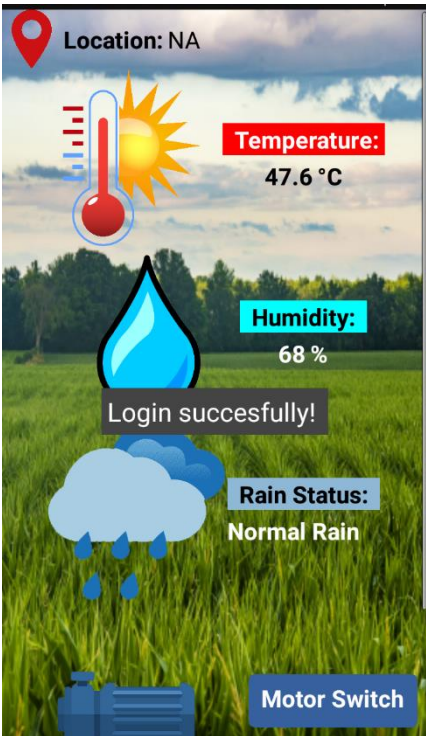 Location: NA
Temperature:
47.6 °C
Humidity:
68 %
Login succesfully!
Rain Status:
Normal Rain
Motor Switch